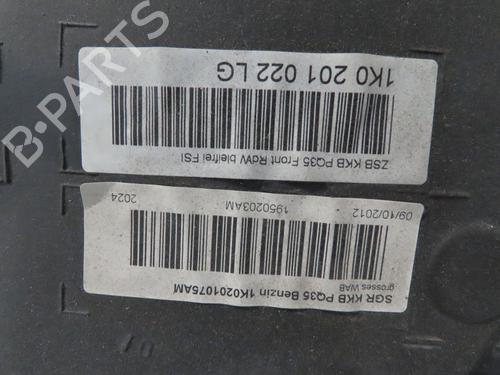 1K0 201 022 LG
ZSB KKB PQ35 Front RdW bleifrei FSI
09/10/2012
1950203AM
2024
SGR KKB PQ35 Benzin 1K0201075AM
grosses WAB
B-PARTS